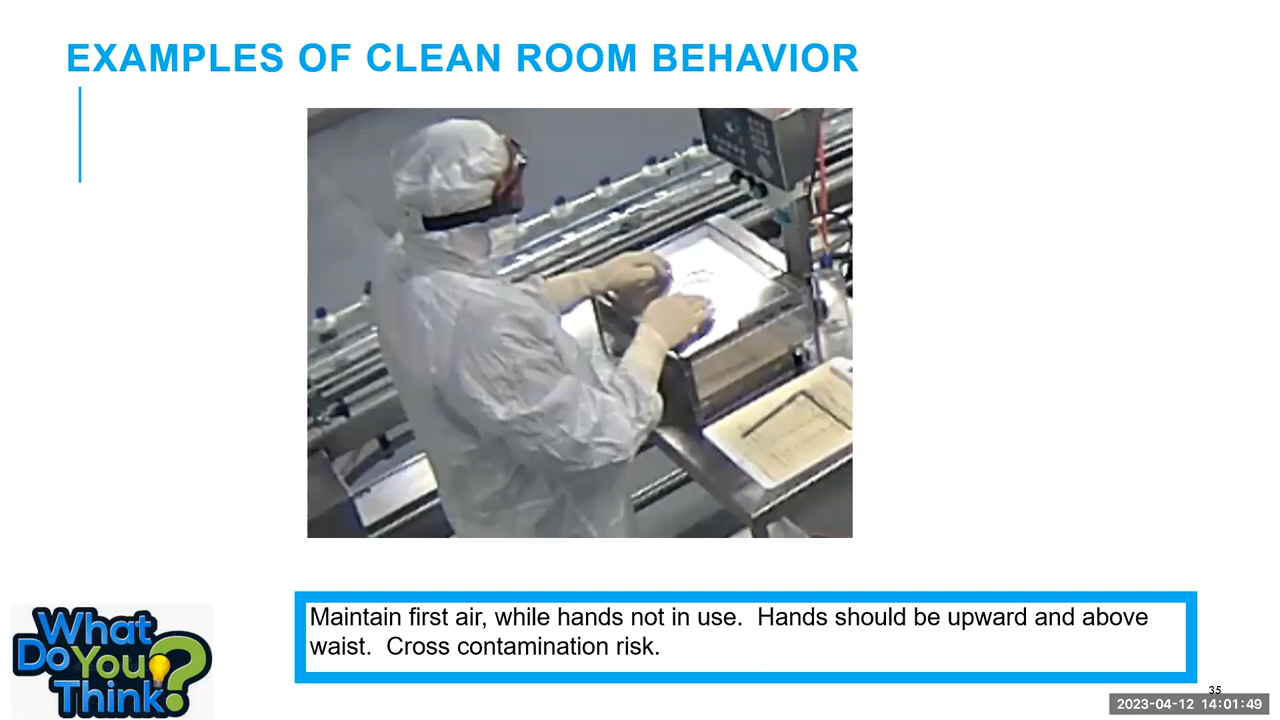 EXAMPLES OF CLEAN ROOM BEHAVIOR
Maintain first air, while hands not in use.  Hands should be upward and above
waist.  Cross contamination risk.
What
Do You
Think?
35
2023-04-12 14:01:49